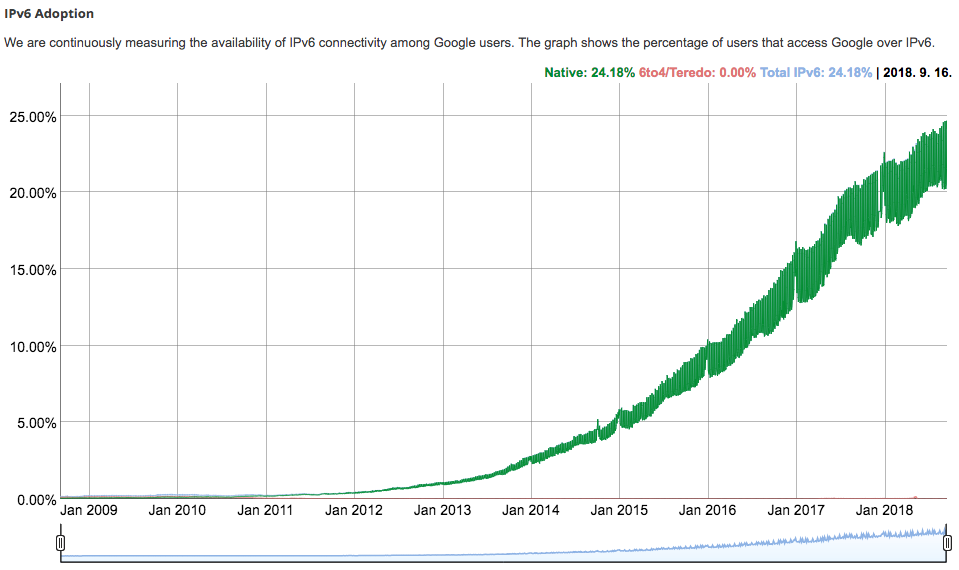 IPv6 Adoption
We are continuously measuring the availability of IPv6 connectivity among Google users. The graph shows the percentage of users that access Google over IPv6.
Native: 24.18% 6to4/Teredo: 0.00% Total IPv6: 24.18% | 2018. 9. 16.
25.00%
20.00%
15.00%
10.00%
5.00%
0.00%
Jan 2009 Jan 2010 Jan 2011 Jan 2012 Jan 2013 Jan 2014 Jan 2015 Jan 2016 Jan 2017 Jan 2018